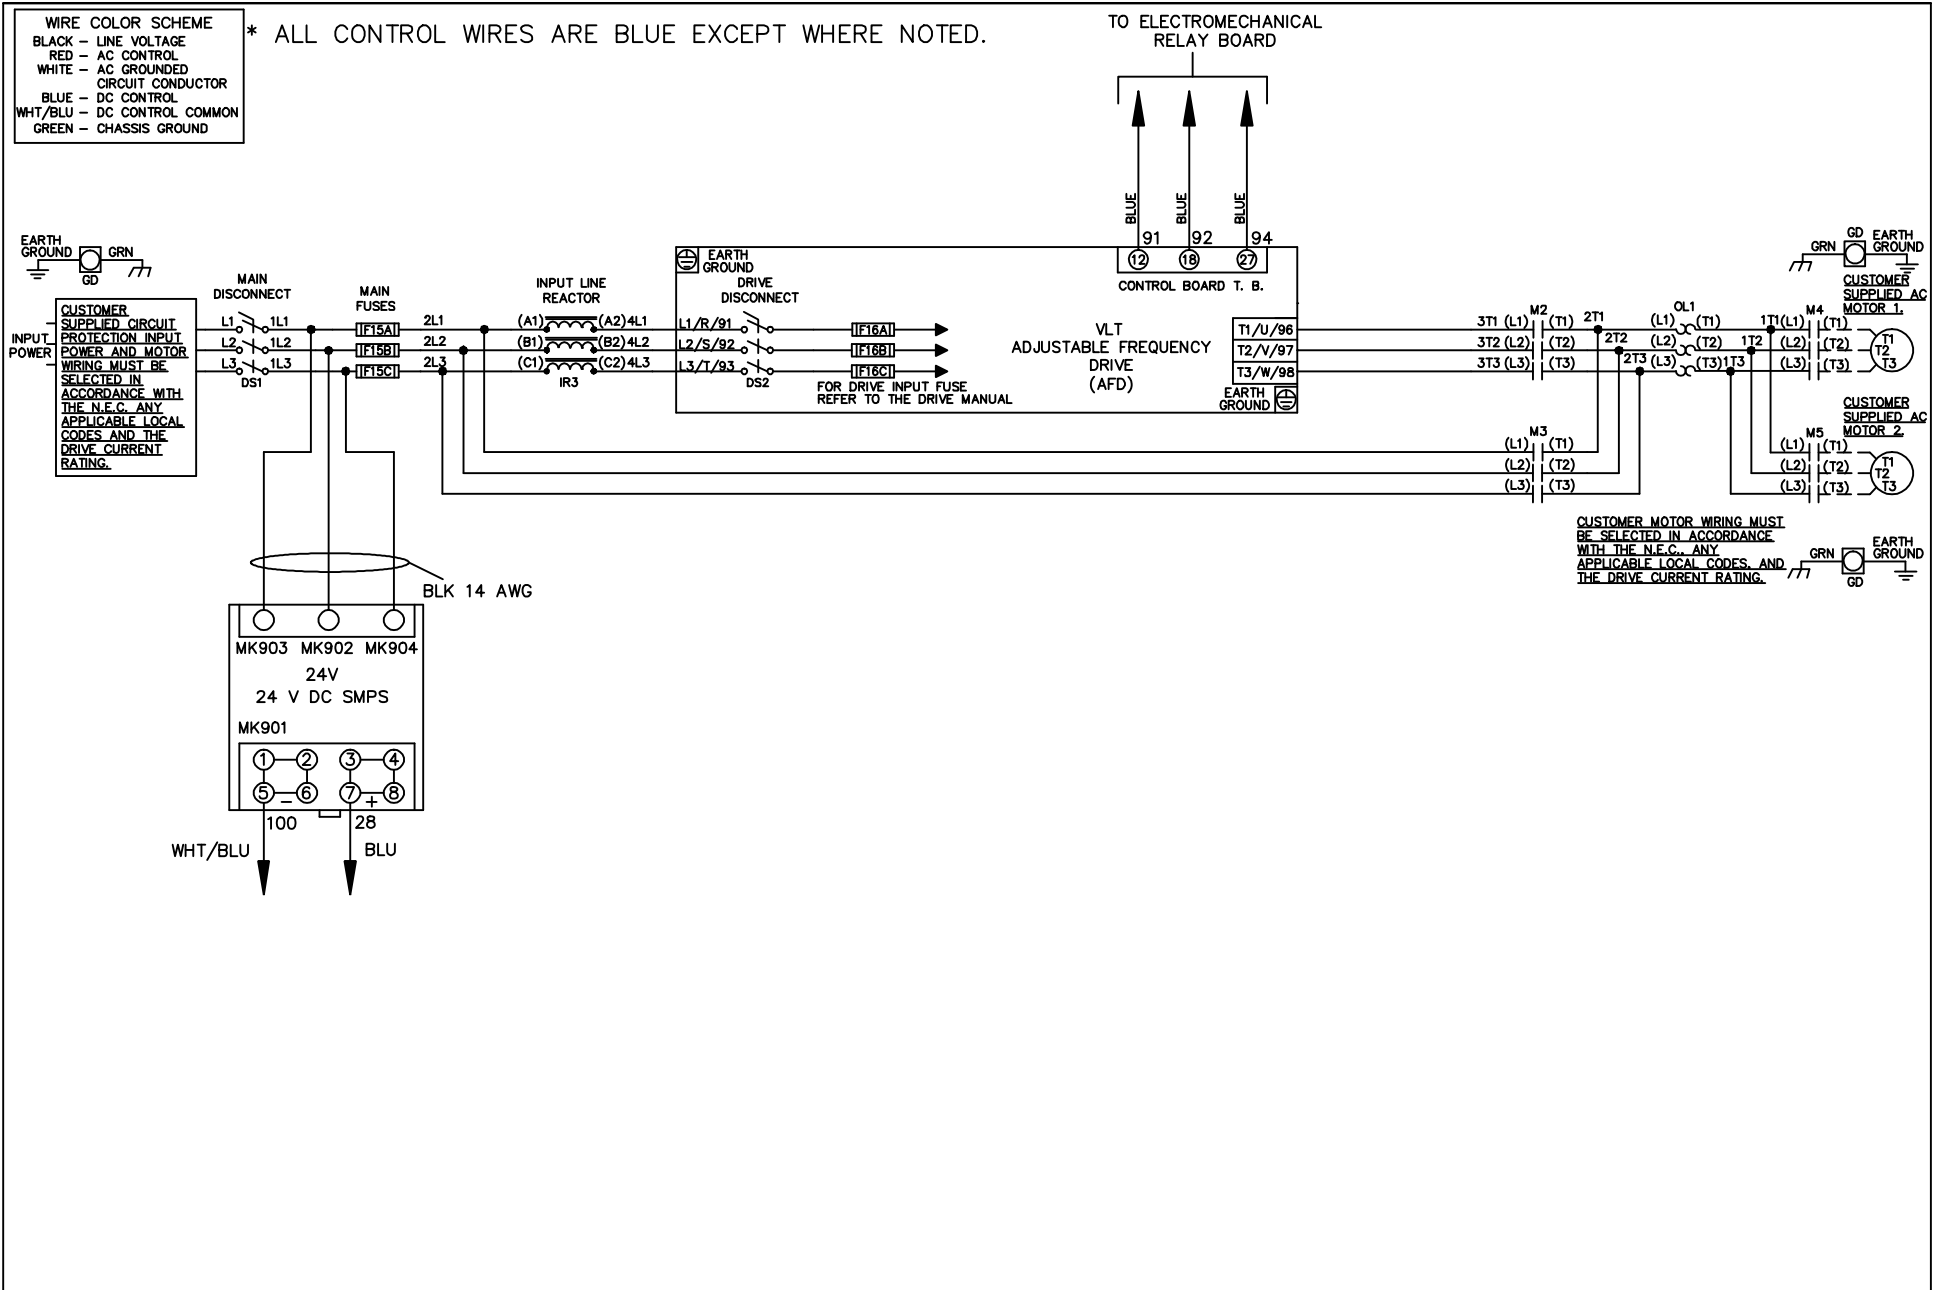 WIRE COLOR SCHEME
BLACK – LINE VOLTAGE
RED – AC CONTROL
WHITE – AC GROUNDED
CIRCUIT CONDUCTOR
BLUE – DC CONTROL
WHT/BLU – DC CONTROL COMMON
GREEN – CHASSIS GROUND
* ALL CONTROL WIRES ARE BLUE EXCEPT WHERE NOTED.
TO ELECTROMECHANICAL
RELAY BOARD
BLUE
BLUE
BLUE
91 92 94
12 18 27
CONTROL BOARD T. B.
EARTH
GROUND
GRN
GD
INPUT
POWER
CUSTOMER
SUPPLIED CIRCUIT
PROTECTION INPUT
POWER AND MOTOR
WIRING MUST BE
SELECTED IN
ACCORDANCE WITH
THE N.E.C. ANY
APPLICABLE LOCAL
CODES AND THE
DRIVE CURRENT
RATING.
MAIN
DISCONNECT
L1 1L1
L2 1L2
L3 1L3
DS1
MAIN
FUSES
F15A
F15B
F15C
2L1
2L2
2L3
INPUT LINE
REACTOR
(A1) (A2) 4L1
(B1) (B2) 4L2
(C1) (C2) 4L3
IR3
EARTH
GROUND
DRIVE
DISCONNECT
L1/R/91
L2/S/92
L3/T/93
DS2
F16A
F16B
F16C
FOR DRIVE INPUT FUSE
REFER TO THE DRIVE MANUAL
VLT
ADJUSTABLE FREQUENCY
DRIVE
(AFD)
T1/U/96
T2/V/97
T3/W/98
EARTH
GROUND
M2
3T1 (L1) (T1) 2T1
3T2 (L2) (T2) 2T2
3T3 (L3) (T3) 2T3
OL1
(L1) (T1) 1T1
(L2) (T2) 1T2
(L3) (T3) 1T3
M4
(L1) (T1)
(L2) (T2)
(L3) (T3)
GRN
GD
EARTH
GROUND
CUSTOMER
SUPPLIED AC
MOTOR 1.
T1
T2
T3
M3
(L1) (T1)
(L2) (T2)
(L3) (T3)
M5
(L1) (T1)
(L2) (T2)
(L3) (T3)
CUSTOMER
SUPPLIED AC
MOTOR 2.
T1
T2
T3
CUSTOMER MOTOR WIRING MUST
BE SELECTED IN ACCORDANCE
WITH THE N.E.C., ANY
APPLICABLE LOCAL CODES, AND
THE DRIVE CURRENT RATING.
GRN
GD
EARTH
GROUND
BLK 14 AWG
MK903 MK902 MK904
24V
24 V DC SMPS
MK901
1 2 3 4
5 – 6 7 + 8
100 28
WHT/BLU BLU